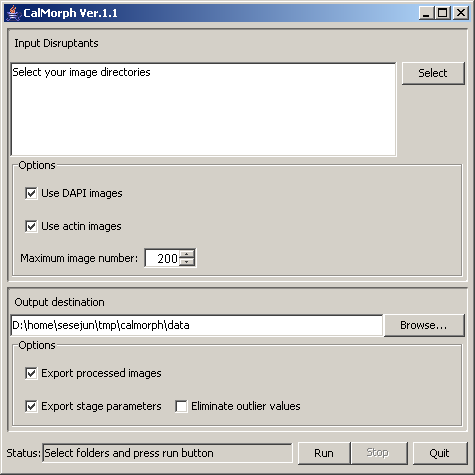 CalMorph Ver.1.1
Input Disruptants
Select your image directories
Select
Options
Use DAPI images
Use actin images
Maximum image number: 200
Output destination
D:\home\sesejun\tmp\calmorph\data Browse...
Options
Export processed images
Export stage parameters Eliminate outlier values
Status: Select folders and press run button Run Stop Quit